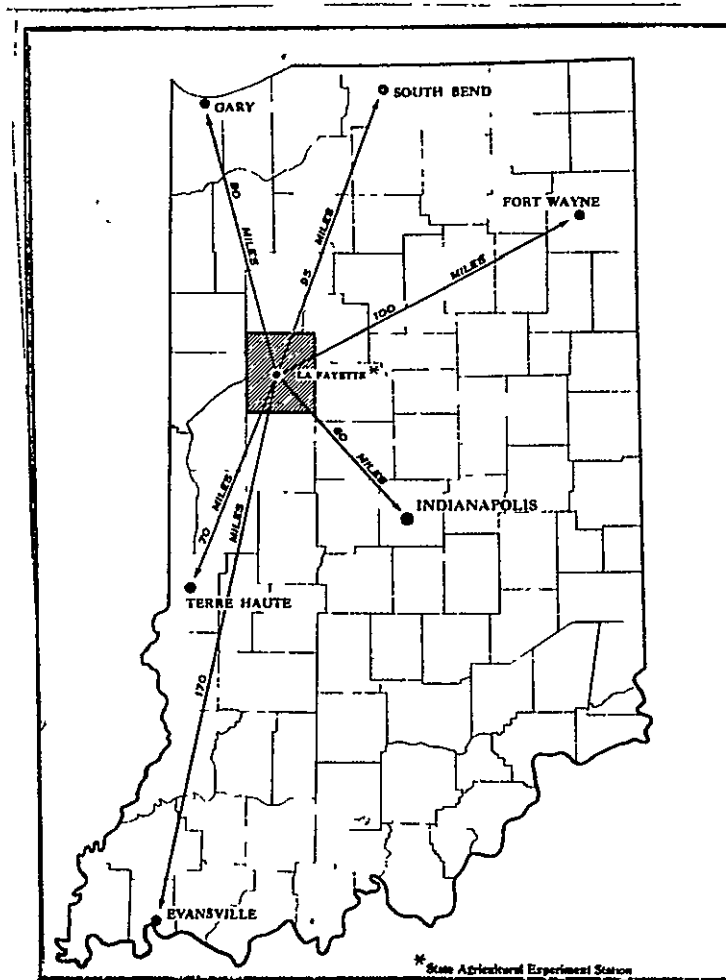 GARY
SOUTH BEND
80 MILES
95 MILES
FORT WAYNE
100 MILES
LA FAYETTE *
60 MILES
70 MILES
MILES
INDIANAPOLIS
TERRE HAUTE
170
EVANSVILLE
* State Agricultural Experiment Station